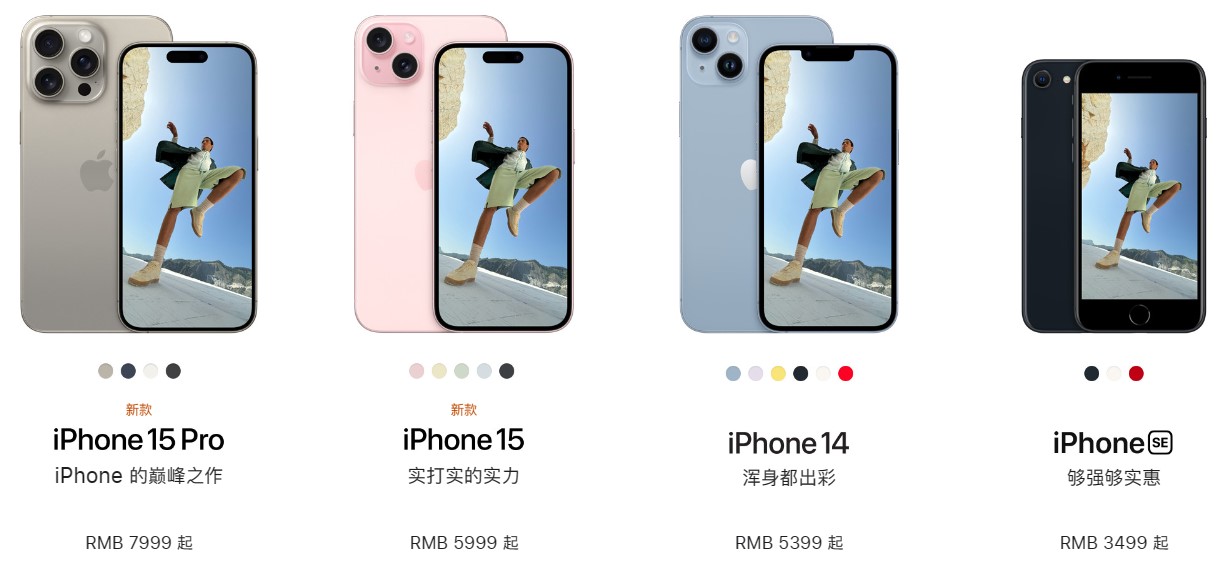 新款
iPhone 15 Pro
iPhone 的巅峰之作
RMB 7999 起
新款
iPhone 15
实打实的实力
RMB 5999 起
iPhone 14
浑身都出彩
RMB 5399 起
iPhone SE
够强够实惠
RMB 3499 起